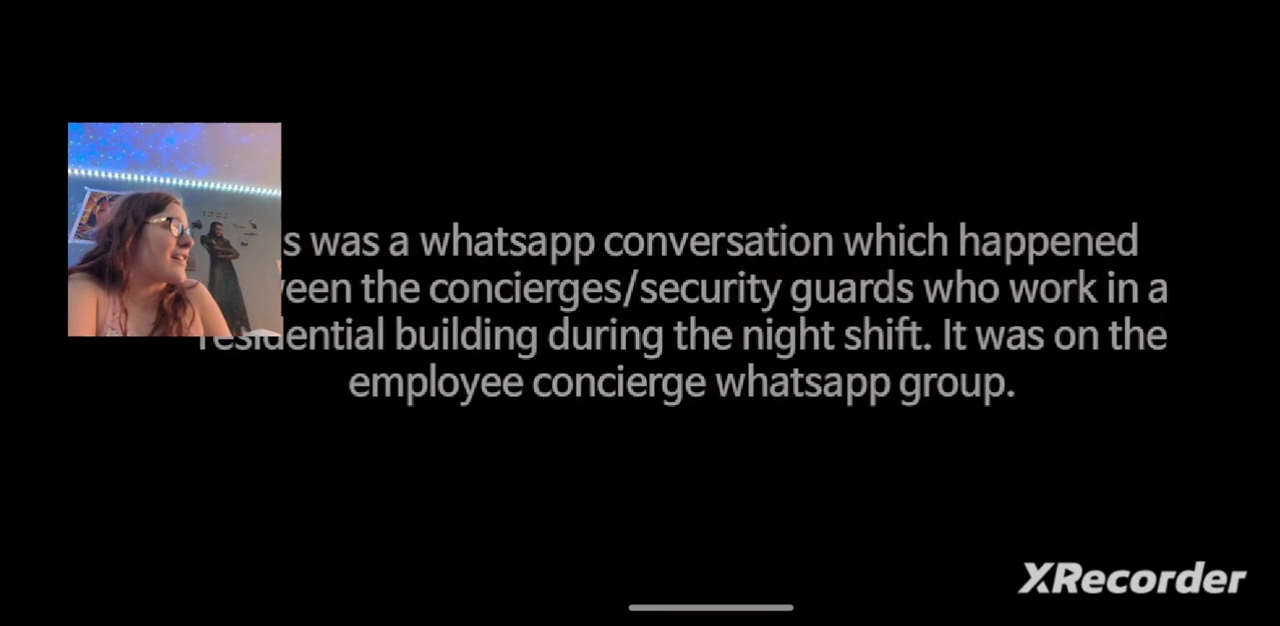 s was a whatsapp conversation which happened
een the concierges/security guards who work in a
residential building during the night shift. It was on the
employee concierge whatsapp group.
XRecorder